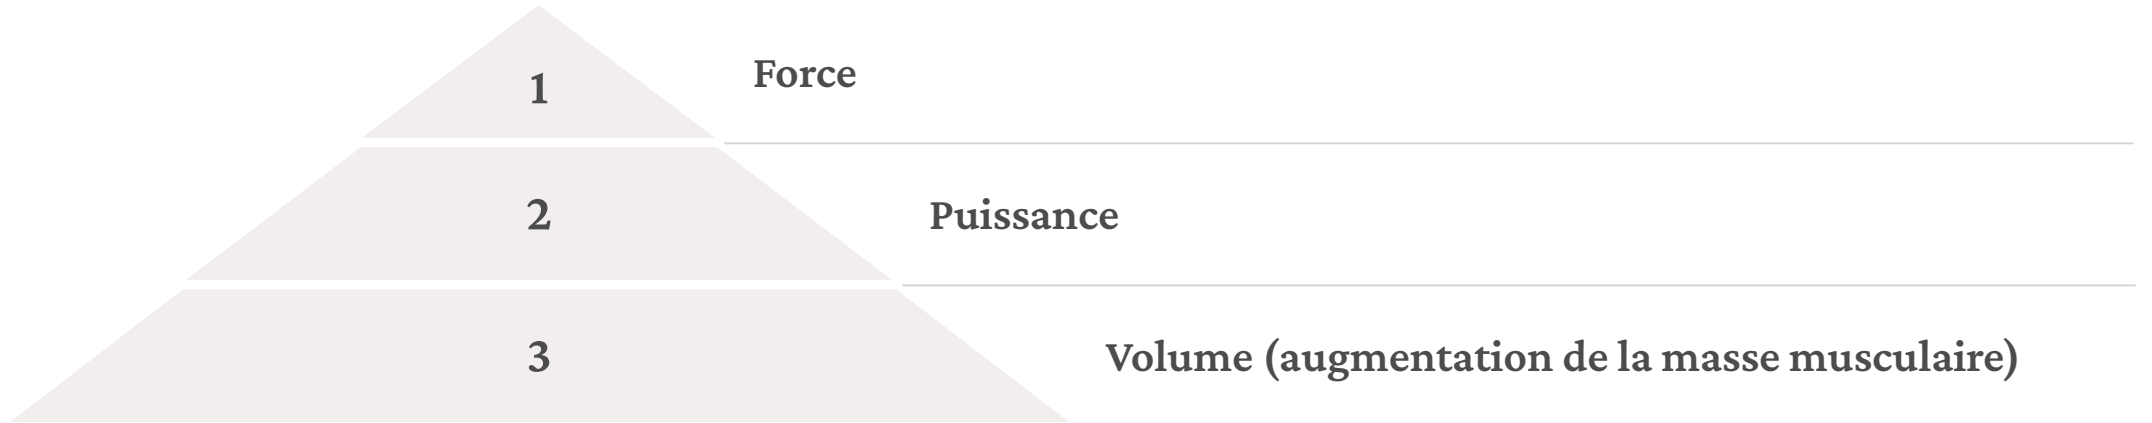 1
Force
2
Puissance
3
Volume (augmentation de la masse musculaire)